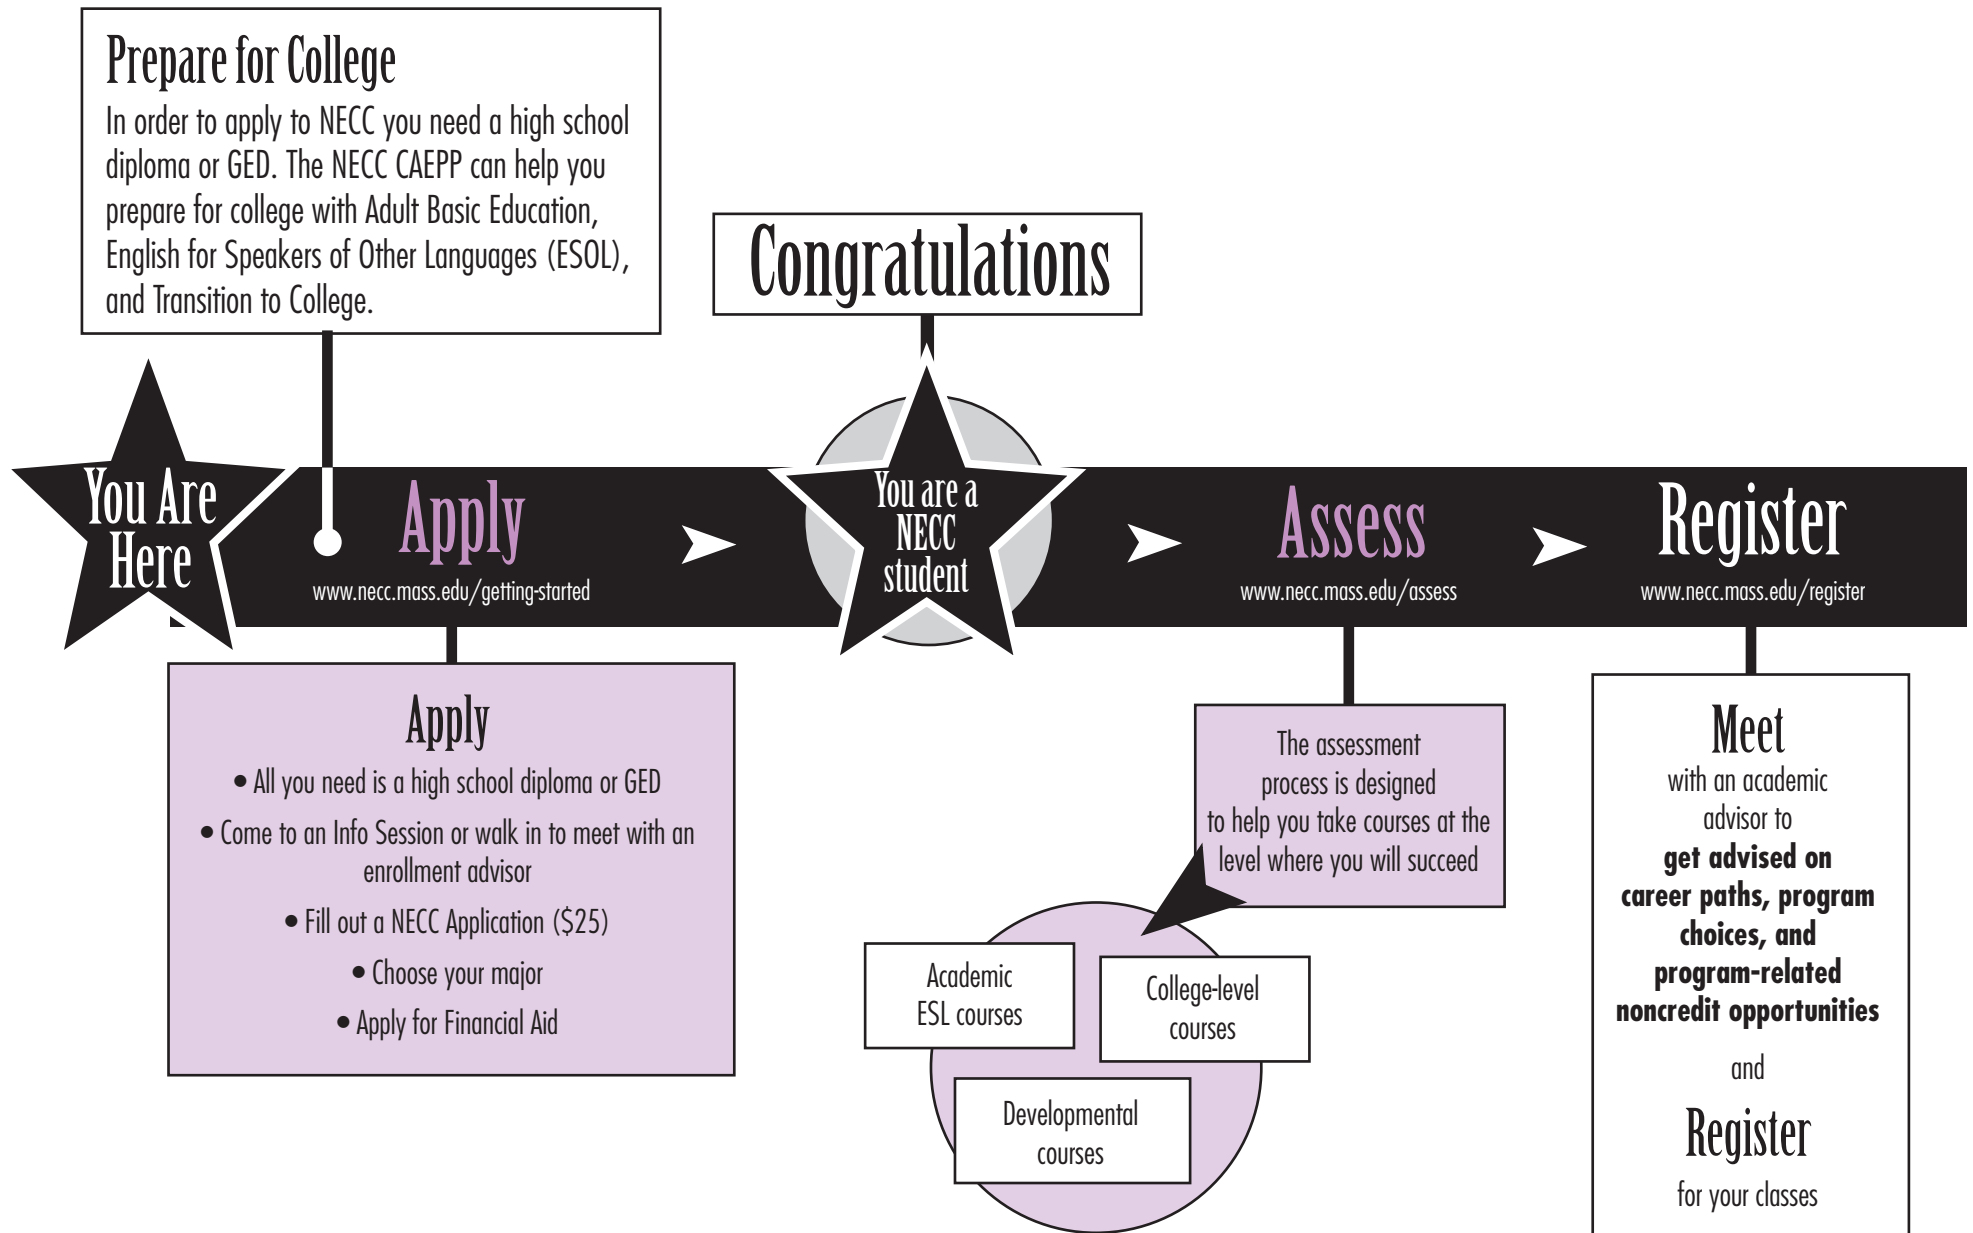 Prepare for College
In order to apply to NECC you need a high school
diploma or GED. The NECC CAEPP can help you
prepare for college with Adult Basic Education,
English for Speakers of Other Languages (ESOL),
and Transition to College.
Congratulations
You Are
Here
Apply
www.necc.mass.edu/getting-started
You are a
NECC
student
Assess
www.necc.mass.edu/assess
Register
www.necc.mass.edu/register
Apply
• All you need is a high school diploma or GED
• Come to an Info Session or walk in to meet with an
enrollment advisor
• Fill out a NECC Application ($25)
• Choose your major
• Apply for Financial Aid
The assessment
process is designed
to help you take courses at the
level where you will succeed
Academic
ESL courses
College-level
courses
Developmental
courses
Meet
with an academic
advisor to
get advised on
career paths, program
choices, and
program-related
noncredit opportunities
and
Register
for your classes